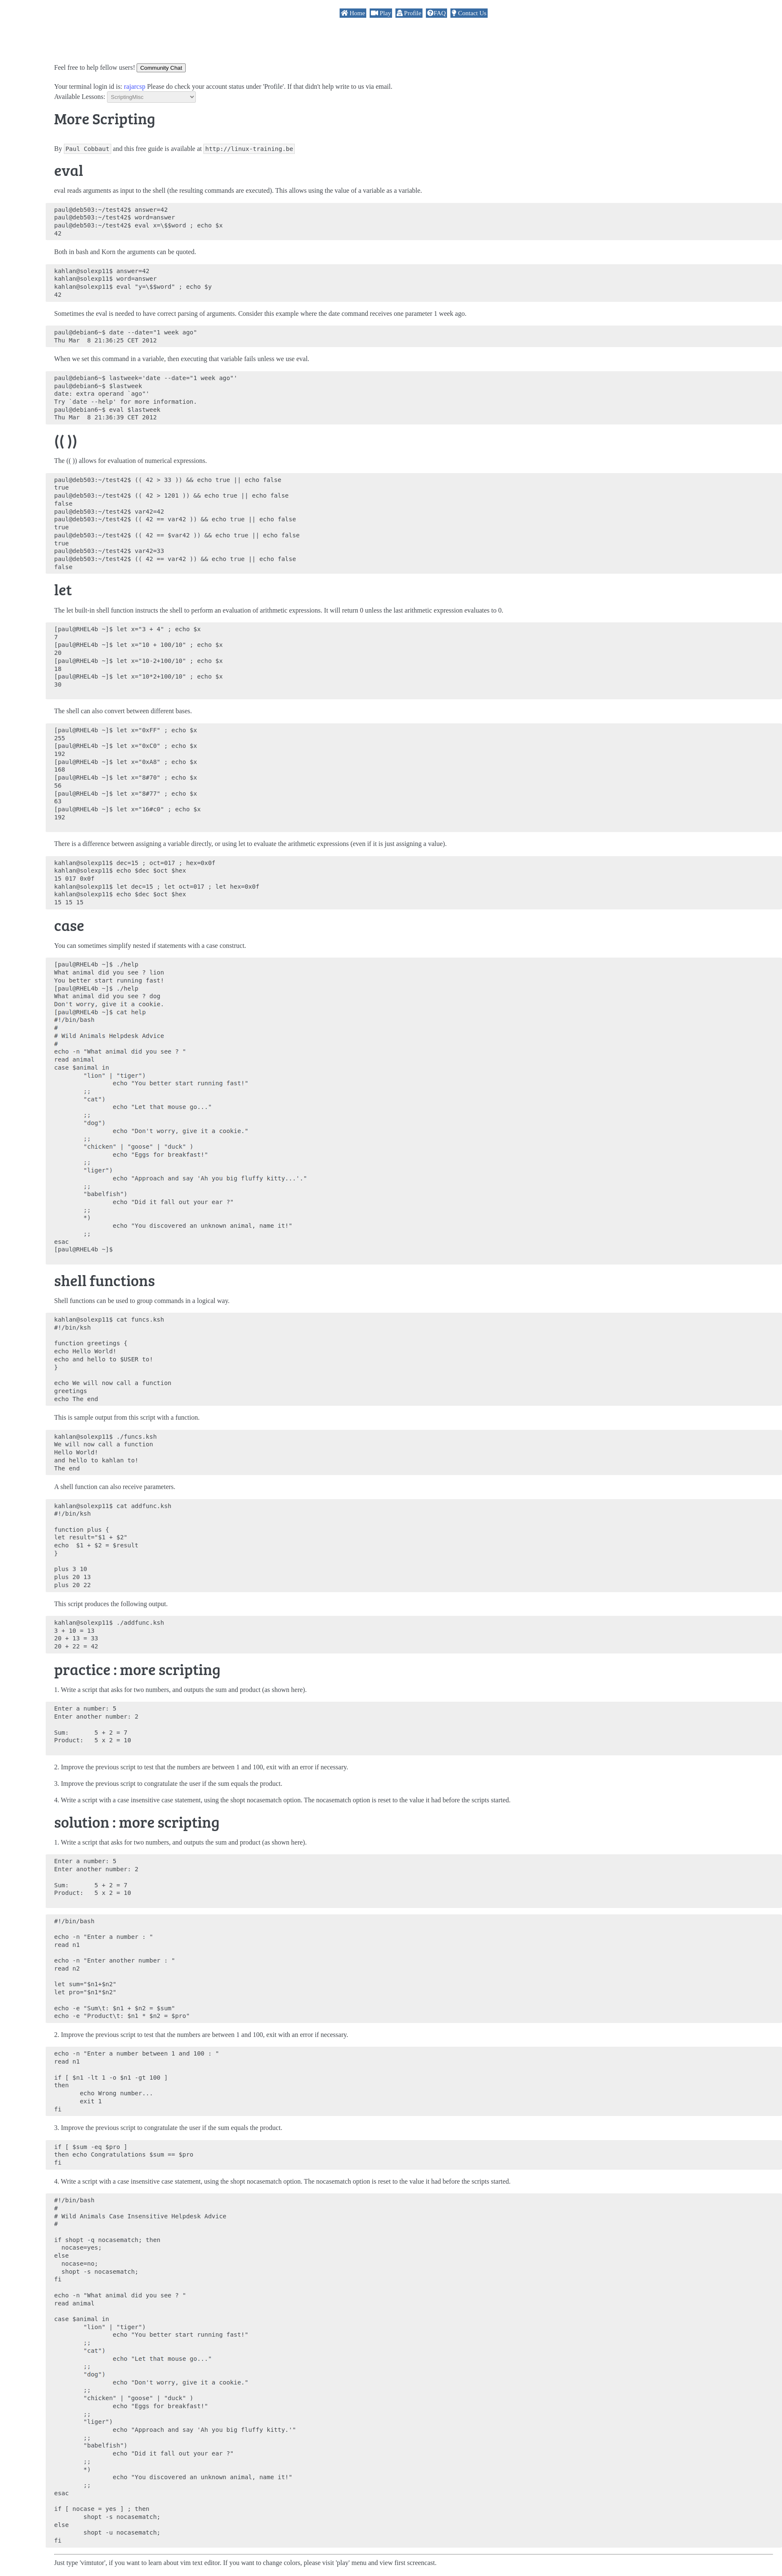 Home Play Profile FAQ Contact Us
Feel free to help fellow users! Community Chat
Your terminal login id is: rajarcsp Please do check your account status under 'Profile'. If that didn't help write to us via email.
Available Lessons: ScriptingMisc
More Scripting
By Paul Cobbaut and this free guide is available at http://linux-training.be
eval
eval reads arguments as input to the shell (the resulting commands are executed). This allows using the value of a variable as a variable.
paul@deb503:~/test42$ answer=42
paul@deb503:~/test42$ word=answer
paul@deb503:~/test42$ eval x=\$$word ; echo $x
42
Both in bash and Korn the arguments can be quoted.
kahlan@solexp11$ answer=42
kahlan@solexp11$ word=answer
kahlan@solexp11$ eval "y=\$$word" ; echo $y
42
Sometimes the eval is needed to have correct parsing of arguments. Consider this example where the date command receives one parameter 1 week ago.
paul@debian6~$ date --date="1 week ago"
Thu Mar  8 21:36:25 CET 2012
When we set this command in a variable, then executing that variable fails unless we use eval.
paul@debian6~$ lastweek='date --date="1 week ago"'
paul@debian6~$ $lastweek
date: extra operand `ago"'
Try `date --help' for more information.
paul@debian6~$ eval $lastweek
Thu Mar  8 21:36:39 CET 2012
(( ))
The (( )) allows for evaluation of numerical expressions.
paul@deb503:~/test42$ (( 42 > 33 )) && echo true || echo false
true
paul@deb503:~/test42$ (( 42 > 1201 )) && echo true || echo false
false
paul@deb503:~/test42$ var42=42
paul@deb503:~/test42$ (( 42 == var42 )) && echo true || echo false
true
paul@deb503:~/test42$ (( 42 == $var42 )) && echo true || echo false
true
paul@deb503:~/test42$ var42=33
paul@deb503:~/test42$ (( 42 == var42 )) && echo true || echo false
false
let
The let built-in shell function instructs the shell to perform an evaluation of arithmetic expressions. It will return 0 unless the last arithmetic expression evaluates to 0.
[paul@RHEL4b ~]$ let x="3 + 4" ; echo $x
7
[paul@RHEL4b ~]$ let x="10 + 100/10" ; echo $x
20
[paul@RHEL4b ~]$ let x="10-2+100/10" ; echo $x
18
[paul@RHEL4b ~]$ let x="10*2+100/10" ; echo $x
30
The shell can also convert between different bases.
[paul@RHEL4b ~]$ let x="0xFF" ; echo $x
255
[paul@RHEL4b ~]$ let x="0xC0" ; echo $x
192
[paul@RHEL4b ~]$ let x="0xA8" ; echo $x
168
[paul@RHEL4b ~]$ let x="8#70" ; echo $x
56
[paul@RHEL4b ~]$ let x="8#77" ; echo $x
63
[paul@RHEL4b ~]$ let x="16#c0" ; echo $x
192
There is a difference between assigning a variable directly, or using let to evaluate the arithmetic expressions (even if it is just assigning a value).
kahlan@solexp11$ dec=15 ; oct=017 ; hex=0x0f
kahlan@solexp11$ echo $dec $oct $hex
15 017 0x0f
kahlan@solexp11$ let dec=15 ; let oct=017 ; let hex=0x0f
kahlan@solexp11$ echo $dec $oct $hex
15 15 15
case
You can sometimes simplify nested if statements with a case construct.
[paul@RHEL4b ~]$ ./help
What animal did you see ? lion
You better start running fast!
[paul@RHEL4b ~]$ ./help
What animal did you see ? dog
Don't worry, give it a cookie.
[paul@RHEL4b ~]$ cat help
#!/bin/bash
#
# Wild Animals Helpdesk Advice
#
echo -n "What animal did you see ? "
read animal
case $animal in
        "lion" | "tiger")
                echo "You better start running fast!"
        ;;
        "cat")
                echo "Let that mouse go..."
        ;;
        "dog")
                echo "Don't worry, give it a cookie."
        ;;
        "chicken" | "goose" | "duck" )
                echo "Eggs for breakfast!"
        ;;
        "liger")
                echo "Approach and say 'Ah you big fluffy kitty...'."
        ;;
        "babelfish")
                echo "Did it fall out your ear ?"
        ;;
        *)
                echo "You discovered an unknown animal, name it!"
        ;;
esac
[paul@RHEL4b ~]$
shell functions
Shell functions can be used to group commands in a logical way.
kahlan@solexp11$ cat funcs.ksh
#!/bin/ksh
function greetings {
echo Hello World!
echo and hello to $USER to!
}
echo We will now call a function
greetings
echo The end
This is sample output from this script with a function.
kahlan@solexp11$ ./funcs.ksh
We will now call a function
Hello World!
and hello to kahlan to!
The end
A shell function can also receive parameters.
kahlan@solexp11$ cat addfunc.ksh
#!/bin/ksh
function plus {
let result="$1 + $2"
echo  $1 + $2 = $result
}
plus 3 10
plus 20 13
plus 20 22
This script produces the following output.
kahlan@solexp11$ ./addfunc.ksh
3 + 10 = 13
20 + 13 = 33
20 + 22 = 42
practice : more scripting
1. Write a script that asks for two numbers, and outputs the sum and product (as shown here).
Enter a number: 5
Enter another number: 2
Sum:       5 + 2 = 7
Product:   5 x 2 = 10
2. Improve the previous script to test that the numbers are between 1 and 100, exit with an error if necessary.
3. Improve the previous script to congratulate the user if the sum equals the product.
4. Write a script with a case insensitive case statement, using the shopt nocasematch option. The nocasematch option is reset to the value it had before the scripts started.
solution : more scripting
1. Write a script that asks for two numbers, and outputs the sum and product (as shown here).
Enter a number: 5
Enter another number: 2
Sum:       5 + 2 = 7
Product:   5 x 2 = 10
#!/bin/bash
echo -n "Enter a number : "
read n1
echo -n "Enter another number : "
read n2
let sum="$n1+$n2"
let pro="$n1*$n2"
echo -e "Sum\t: $n1 + $n2 = $sum"
echo -e "Product\t: $n1 * $n2 = $pro"
2. Improve the previous script to test that the numbers are between 1 and 100, exit with an error if necessary.
echo -n "Enter a number between 1 and 100 : "
read n1
if [ $n1 -lt 1 -o $n1 -gt 100 ]
then
       echo Wrong number...
       exit 1
fi
3. Improve the previous script to congratulate the user if the sum equals the product.
if [ $sum -eq $pro ]
then echo Congratulations $sum == $pro
fi
4. Write a script with a case insensitive case statement, using the shopt nocasematch option. The nocasematch option is reset to the value it had before the scripts started.
#!/bin/bash
#
# Wild Animals Case Insensitive Helpdesk Advice
#
if shopt -q nocasematch; then
  nocase=yes;
else
  nocase=no;
  shopt -s nocasematch;
fi
echo -n "What animal did you see ? "
read animal
case $animal in
        "lion" | "tiger")
                echo "You better start running fast!"
        ;;
        "cat")
                echo "Let that mouse go..."
        ;;
        "dog")
                echo "Don't worry, give it a cookie."
        ;;
        "chicken" | "goose" | "duck" )
                echo "Eggs for breakfast!"
        ;;
        "liger")
                echo "Approach and say 'Ah you big fluffy kitty.'"
        ;;
        "babelfish")
                echo "Did it fall out your ear ?"
        ;;
        *)
                echo "You discovered an unknown animal, name it!"
        ;;
esac
if [ nocase = yes ] ; then
        shopt -s nocasematch;
else
        shopt -u nocasematch;
fi
Just type 'vimtutor', if you want to learn about vim text editor. If you want to change colors, please visit 'play' menu and view first screencast.